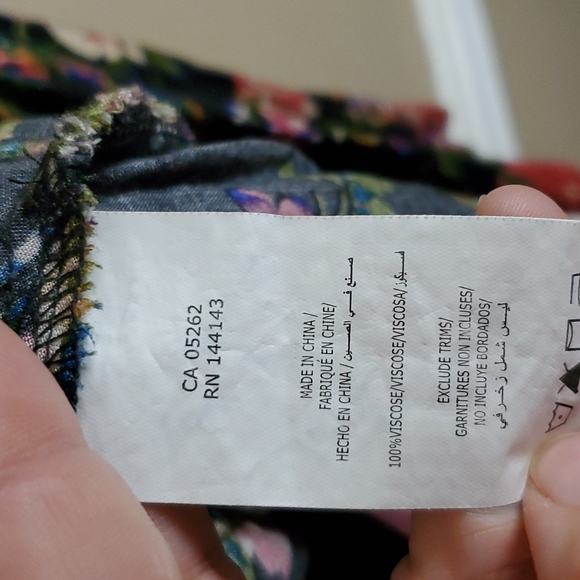 CA 05262
RN 144143
MADE IN CHINA/
FABRIQUÉ EN CHINE/
HECHO EN CHINA/ صنع في الصين
100%VISCOSE/VISCOSE/VISCOSA/
EXCLUDE TRIMS/
GARNITURES NON INCLUSES/
NO INCLUYE BORDADOS/